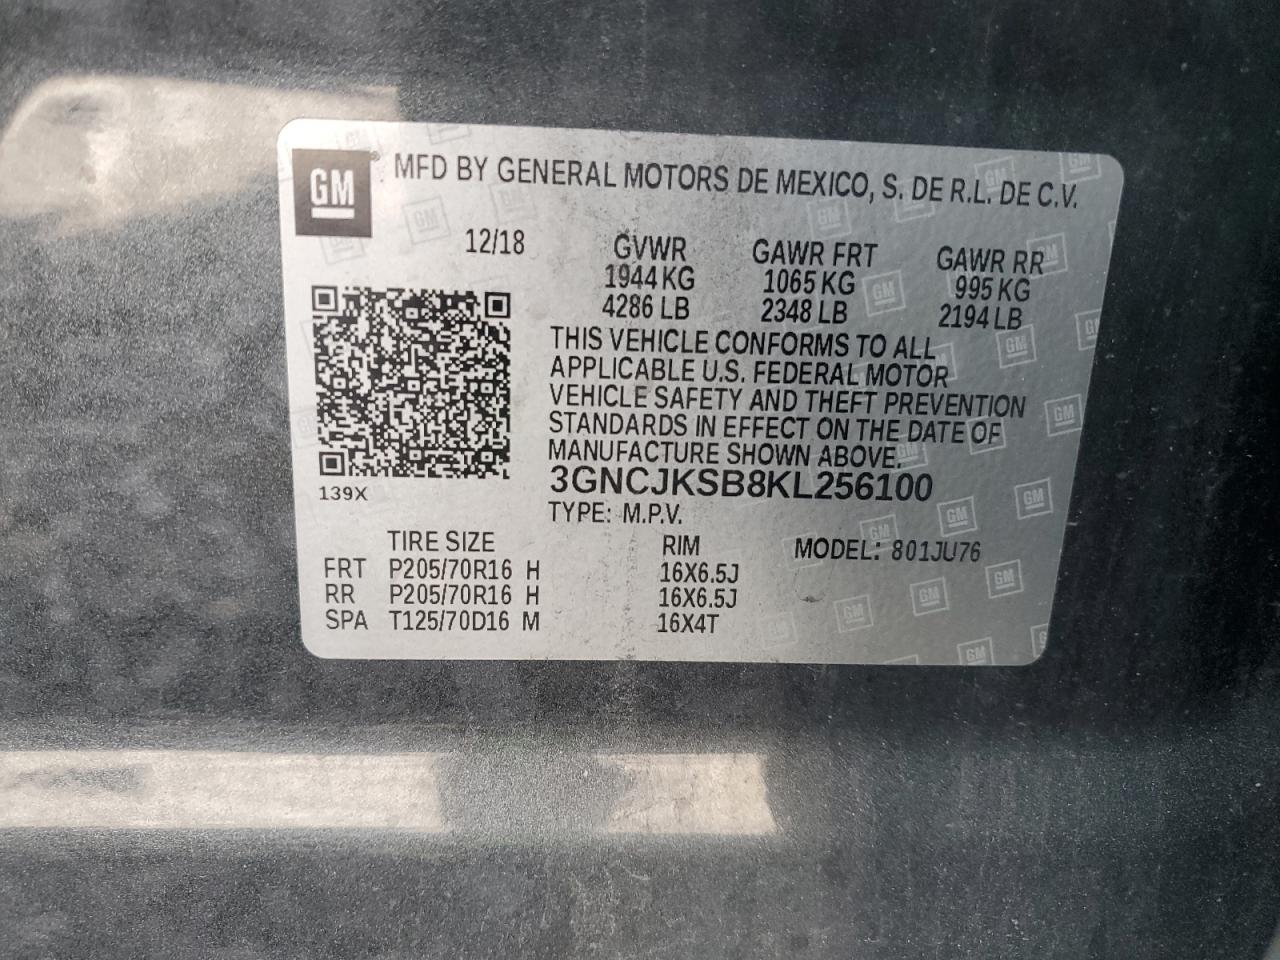 GM ® MFD BY GENERAL MOTORS DE MEXICO, S. DE R.L. DE C.V.
12/18 GVWR GAWR FRT GAWR RR
1944 KG 1065 KG 995 KG
4286 LB 2348 LB 2194 LB
THIS VEHICLE CONFORMS TO ALL
APPLICABLE U.S. FEDERAL MOTOR
VEHICLE SAFETY AND THEFT PREVENTION
STANDARDS IN EFFECT ON THE DATE OF
MANUFACTURE SHOWN ABOVE.
139X
3GNCJKSB8KL256100
TYPE: M.P.V.
TIRE SIZE RIM MODEL: 801JU76
FRT P205/70R16 H 16X6.5J
RR P205/70R16 H 16X6.5J
SPA T125/70D16 M 16X4T